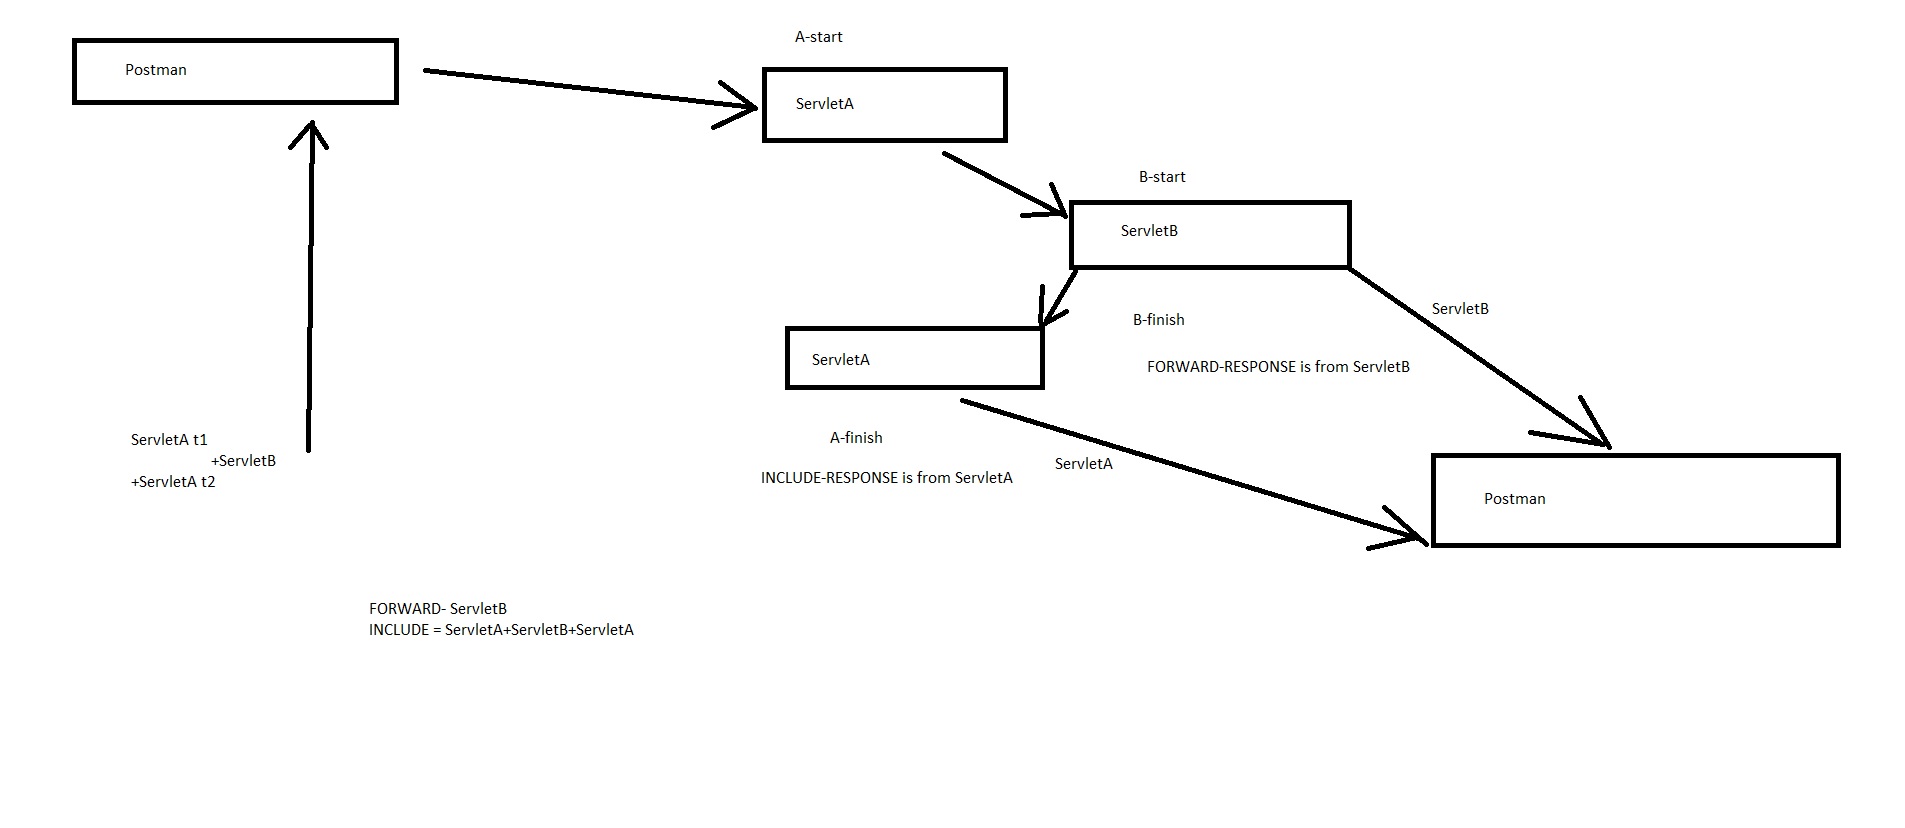 A-start
Postman
ServletA
B-start
ServletB
ServletB
B-finish
ServletA
FORWARD-RESPONSE is from ServletB
A-finish
ServletA t1
+ServletB
+ServletA t2
ServletA
INCLUDE-RESPONSE is from ServletA
Postman
FORWARD- ServletB
INCLUDE = ServletA+ServletB+ServletA